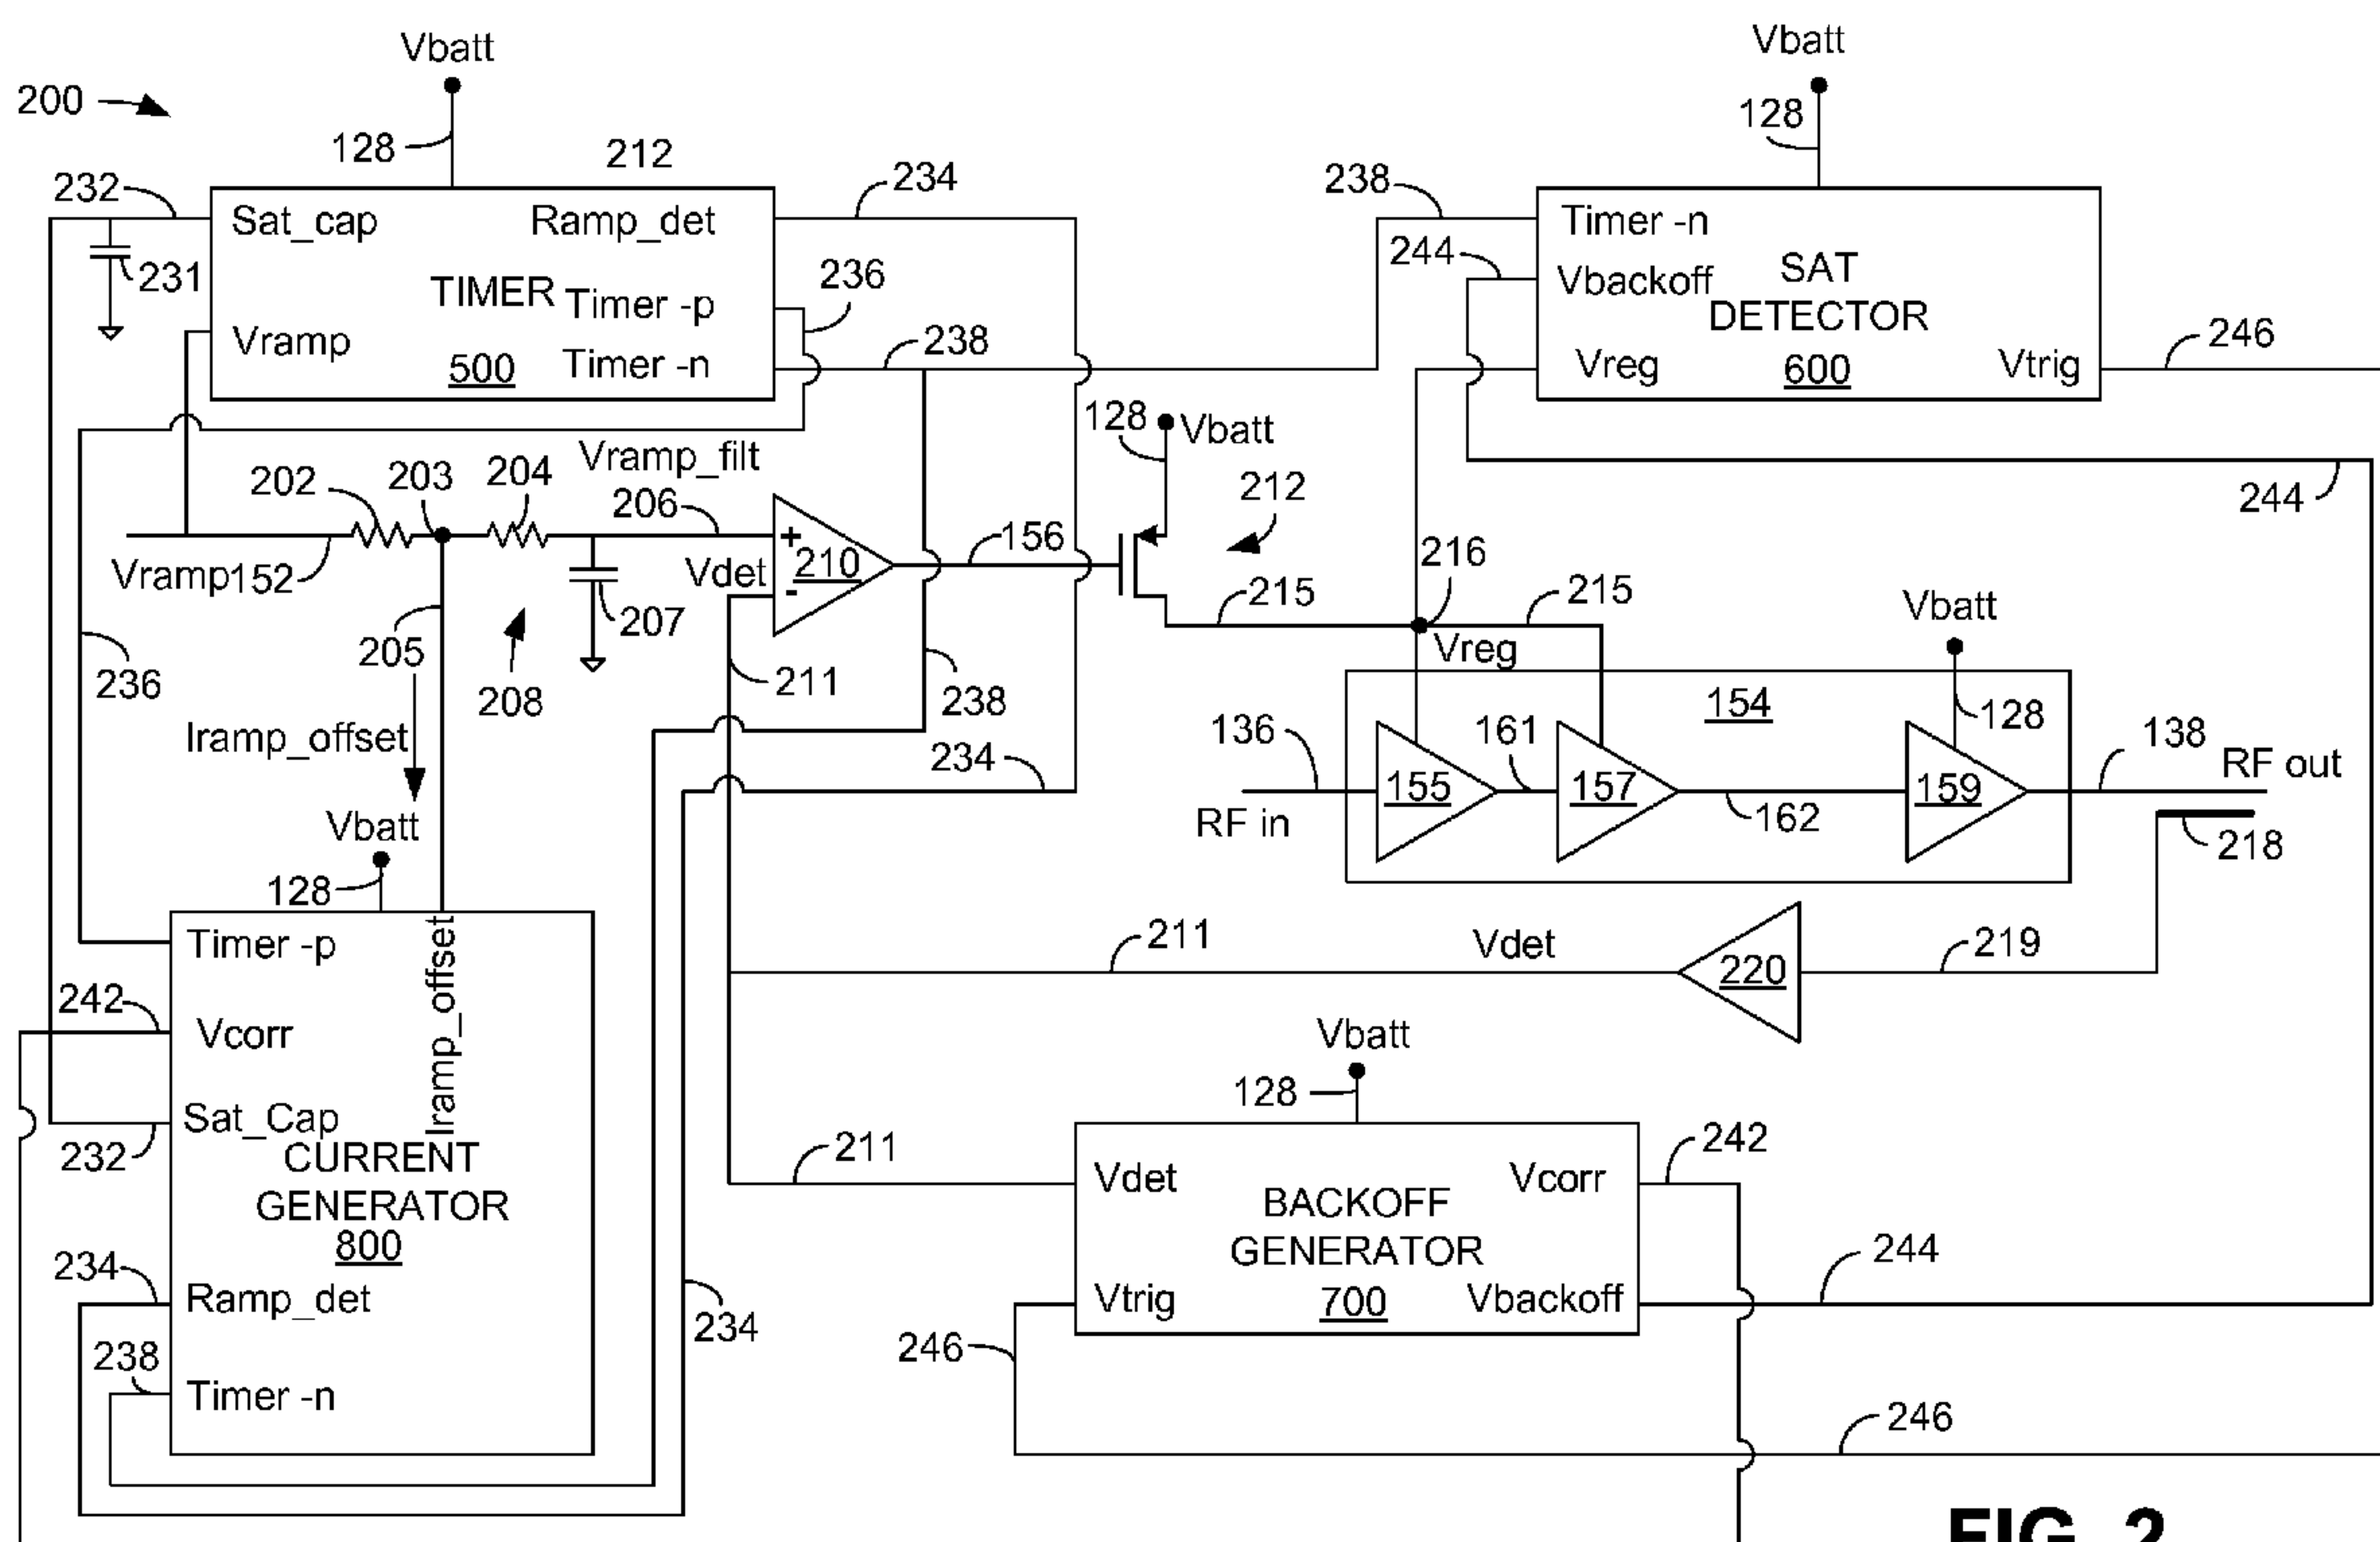 Vbatt
Vbatt
200
128
212
128
232
234
238
Sat_cap
Ramp_det
Timer -n
231
TIMER
Timer -p
236
244
Vbackoff
SAT
DETECTOR
Vramp
500
Timer -n
238
Vreg
600
Vtrig
246
128
Vbatt
Vramp_filt
202
203
204
206
212
244
+
210
-
156
216
Vramp
152
Vdet
207
215
215
Vbatt
205
Vreg
236
208
211
238
154
128
Iramp_offset
136
161
138
RF out
234
155
157
159
RF in
162
218
Vbatt
128
Timer -p
Iramp_offset
211
Vdet
220
219
242
Vcorr
Vbatt
128
Sat_Cap
232
CURRENT
GENERATOR
800
211
Vdet
Vcorr
242
BACKOFF
GENERATOR
700
234
Ramp_det
234
Vtrig
Vbackoff
244
246
238
Timer -n
246
FIG. 2